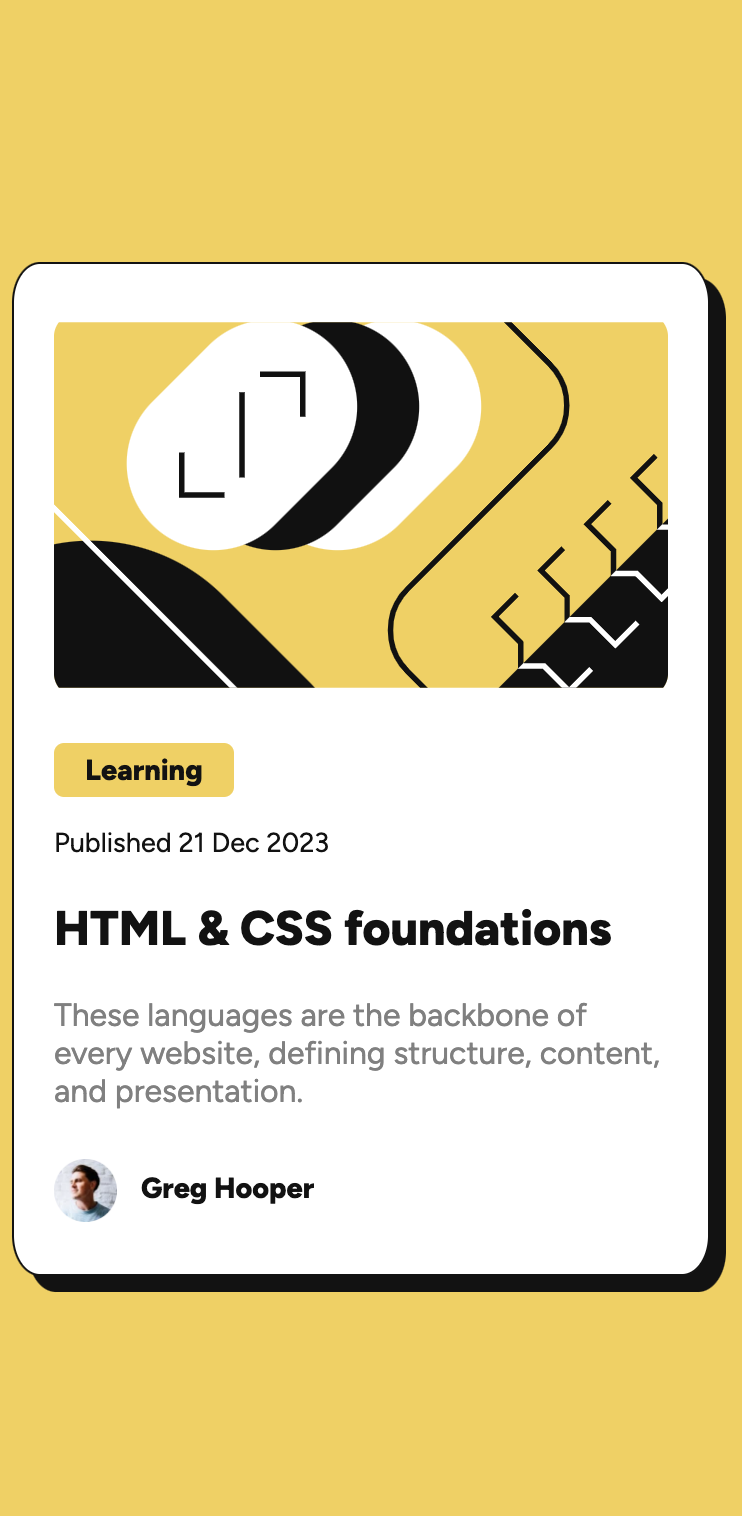 Learning
Published 21 Dec 2023
HTML & CSS foundations
These languages are the backbone of
every website, defining structure, content,
and presentation.
Greg Hooper